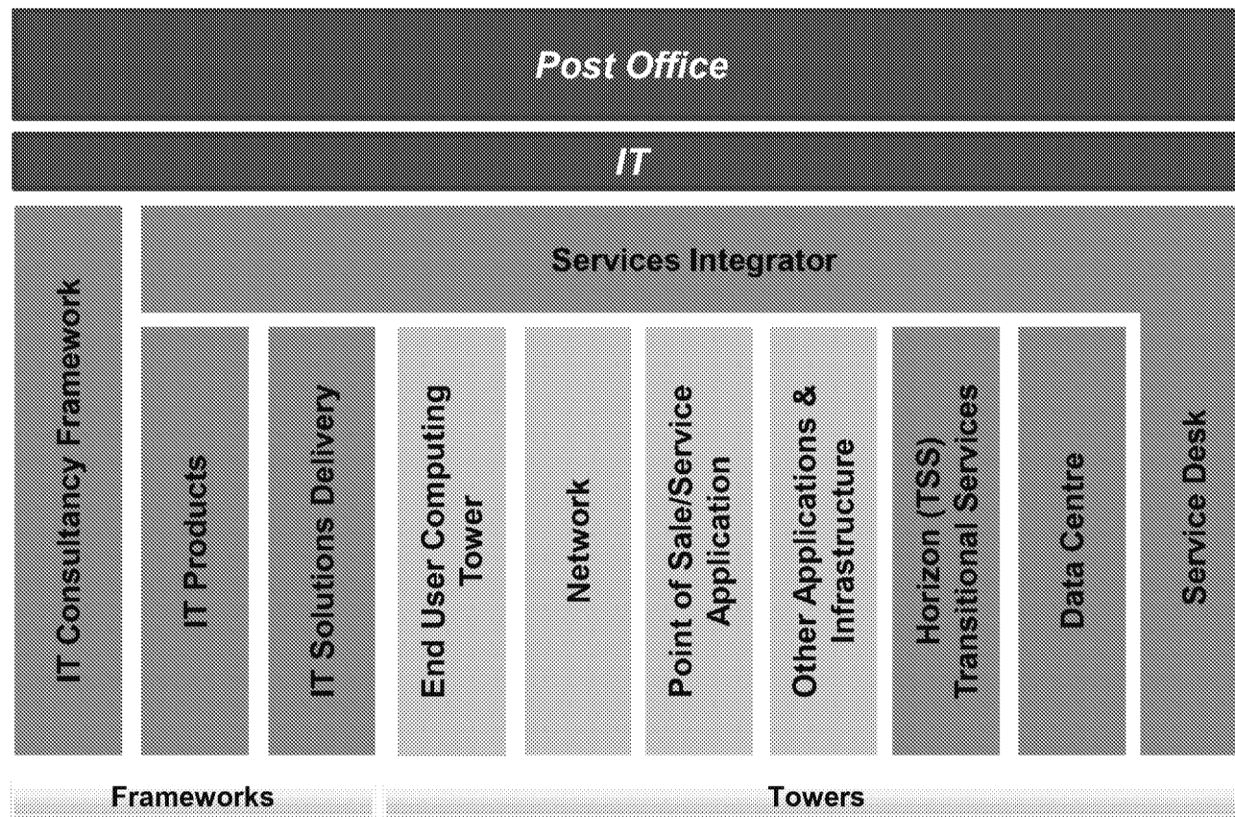 Post Office
IT
Services Integrator
IT Consultancy Framework
IT Products
IT Solutions Delivery
End User Computing
Tower
Network
Point of Sale/Service
Application
Other Applications &
Infrastructure
Horizon (TSS)
Transitional Services
Data Centre
Service Desk
Frameworks
Towers